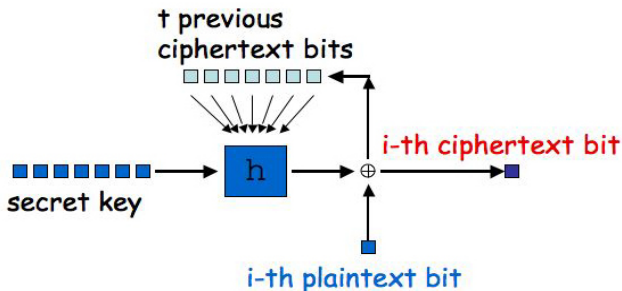 t previous
ciphertext bits
i-th ciphertext bit
h
secret key
i-th plaintext bit